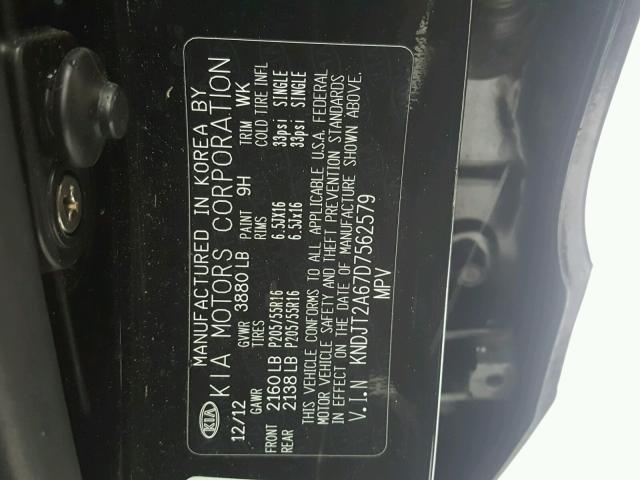 MANUFACTURED IN KOREA BY
KIA KIA MOTORS CORPORATION
12/12 GVWR 3880 LB PAINT 9H TRIM WK
GAWR TIRES RIMS COLD TIRE INFL
FRONT 2160 LB P205/55R16 6.5JX16 33psi SINGLE
REAR 2138 LB P205/55R16 6.5Jx16 33psi SINGLE
THIS VEHICLE CONFORMS TO ALL APPLICABLE U.S.A. FEDERAL
MOTOR VEHICLE SAFETY AND THEFT PREVENTION STANDARDS
IN EFFECT ON THE DATE OF MANUFACTURE SHOWN ABOVE.
V.I.N KNDJT2A67D7562579
MPV